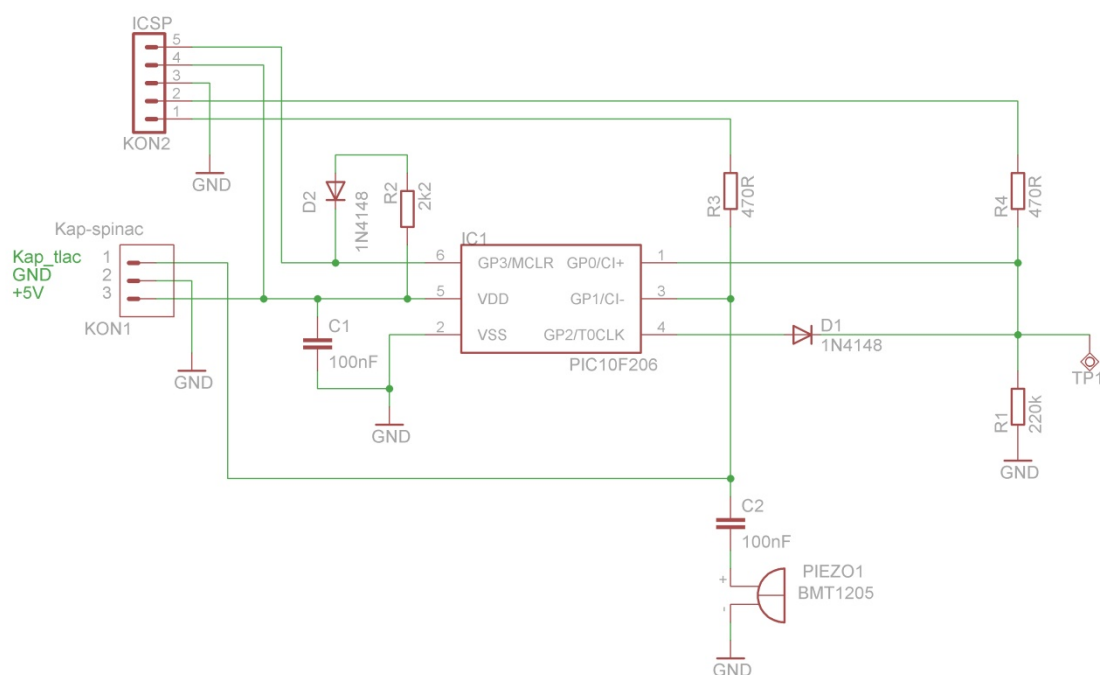 ICSP
5
4
3
2
1
KON2
GND
D2
1N4148
R2
2k2
R3
470R
R4
470R
Kap-spinac
Kap_tlac
GND
+5V
1
2
3
KON1
GND
IC1
6 GP3/MCLR GP0/CI+ 1
5 VDD GP1/CI- 3
2 VSS GP2/T0CLK 4
PIC10F206
C1
100nF
GND
D1
1N4148
TP1
R1
220k
GND
C2
100nF
+
-
PIEZO1
BMT1205
GND